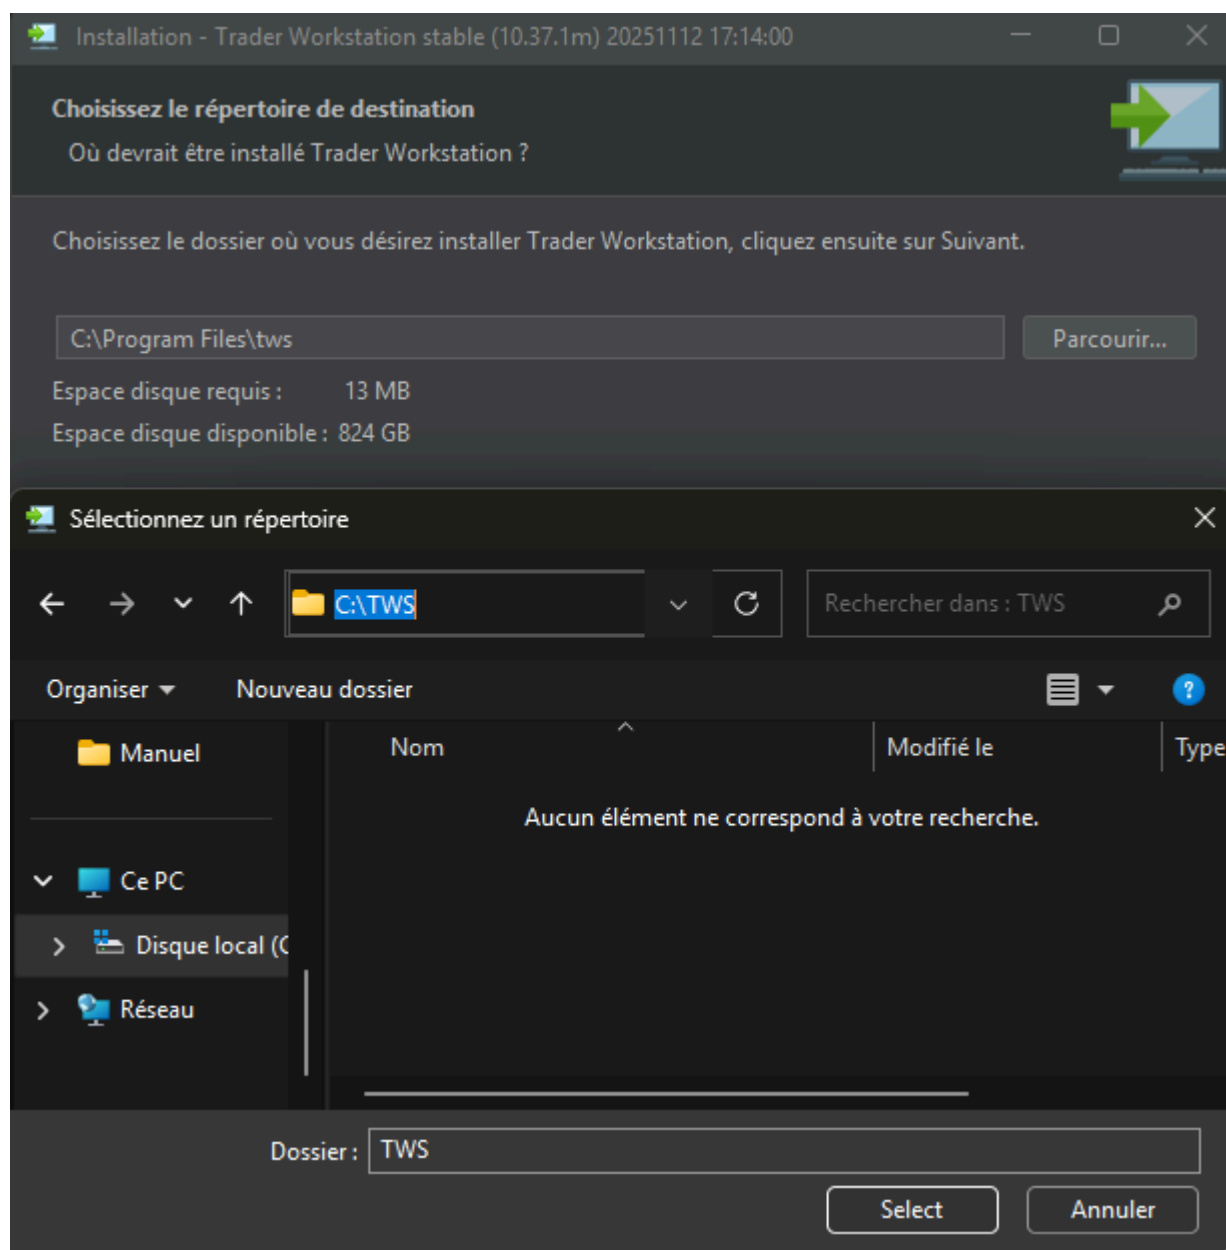 Installation - Trader Workstation stable (10.37.1m) 20251112 17:14:00
Choisissez le répertoire de destination
Où devrait être installé Trader Workstation ?
Choisissez le dossier où vous désirez installer Trader Workstation, cliquez ensuite sur Suivant.
C:\Program Files\tws
Parcourir...
Espace disque requis : 13 MB
Espace disque disponible : 824 GB
Sélectionnez un répertoire
C:\TWS
Rechercher dans : TWS
Organiser
Nouveau dossier
Manuel
Nom
Modifié le
Type
Aucun élément ne correspond à votre recherche.
Ce PC
Disque local (C
Réseau
Dossier : TWS
Select
Annuler